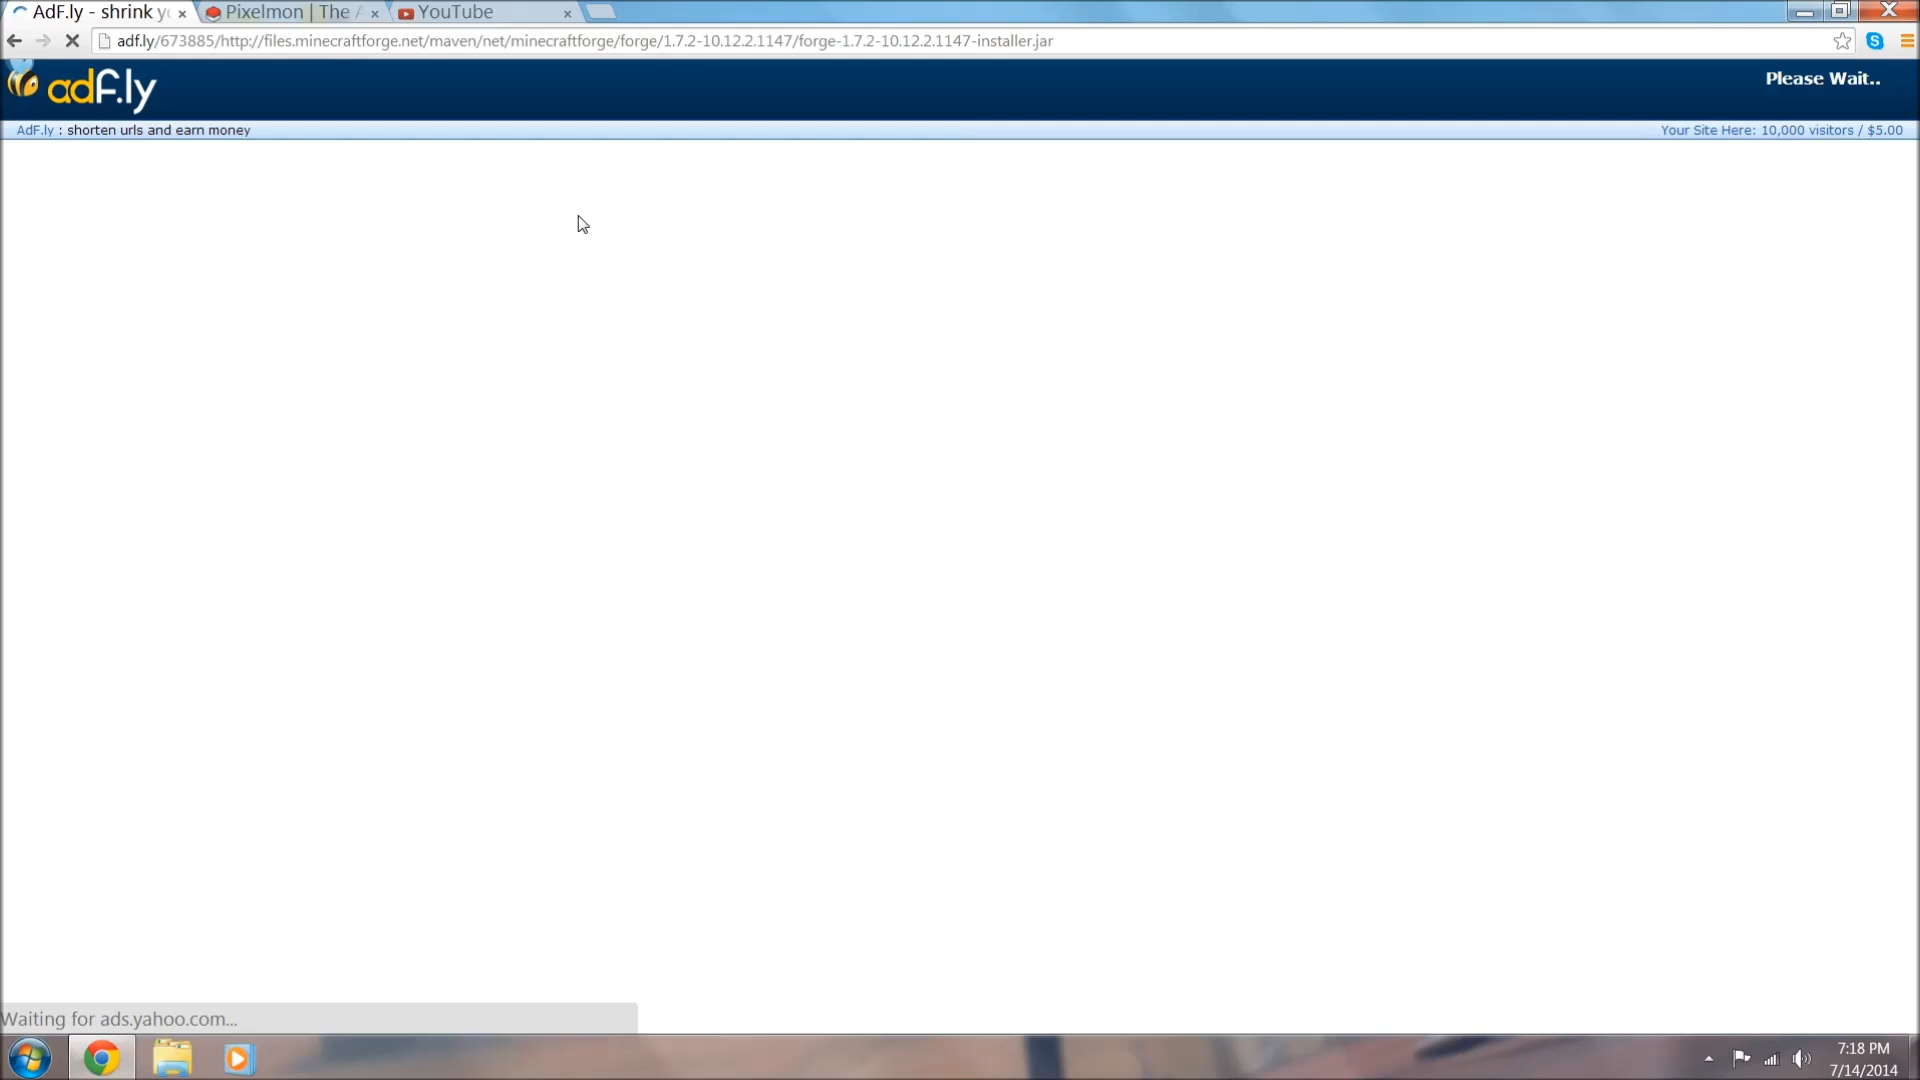 AdF.ly - shrink y
Pixelmon | The
YouTube
adf.ly/673885/http://files.minecraftforge.net/maven/net/minecraftforge/forge/1.7.2-10.12.2.1147/forge-1.7.2-10.12.2.1147-installer.jar
adf.ly
Please Wait..
AdF.ly : shorten urls and earn money
Your Site Here: 10,000 visitors / $5.00
Waiting for ads.yahoo.com...
7:18 PM
7/14/2014